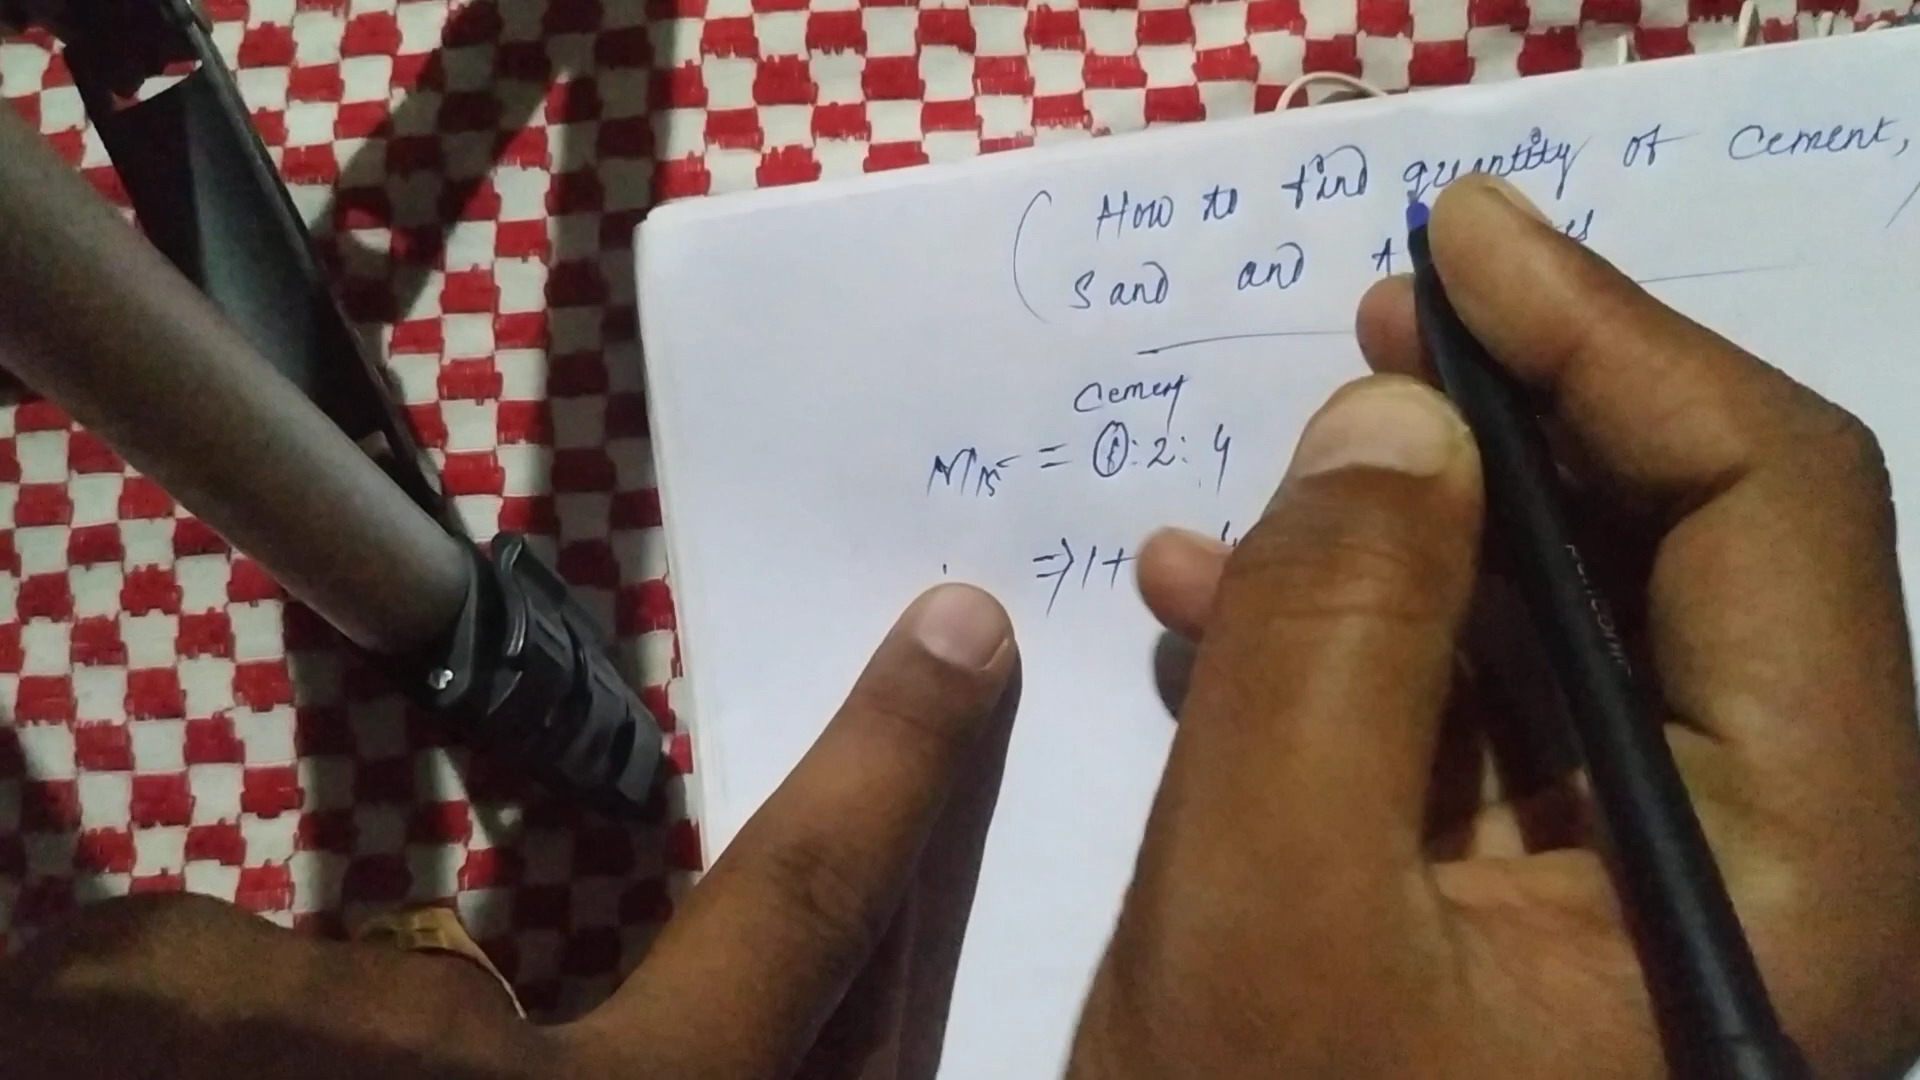 How to find quantity of Cement,
Sand and
Cement
M15 = 1:2:4
⇒ 1+